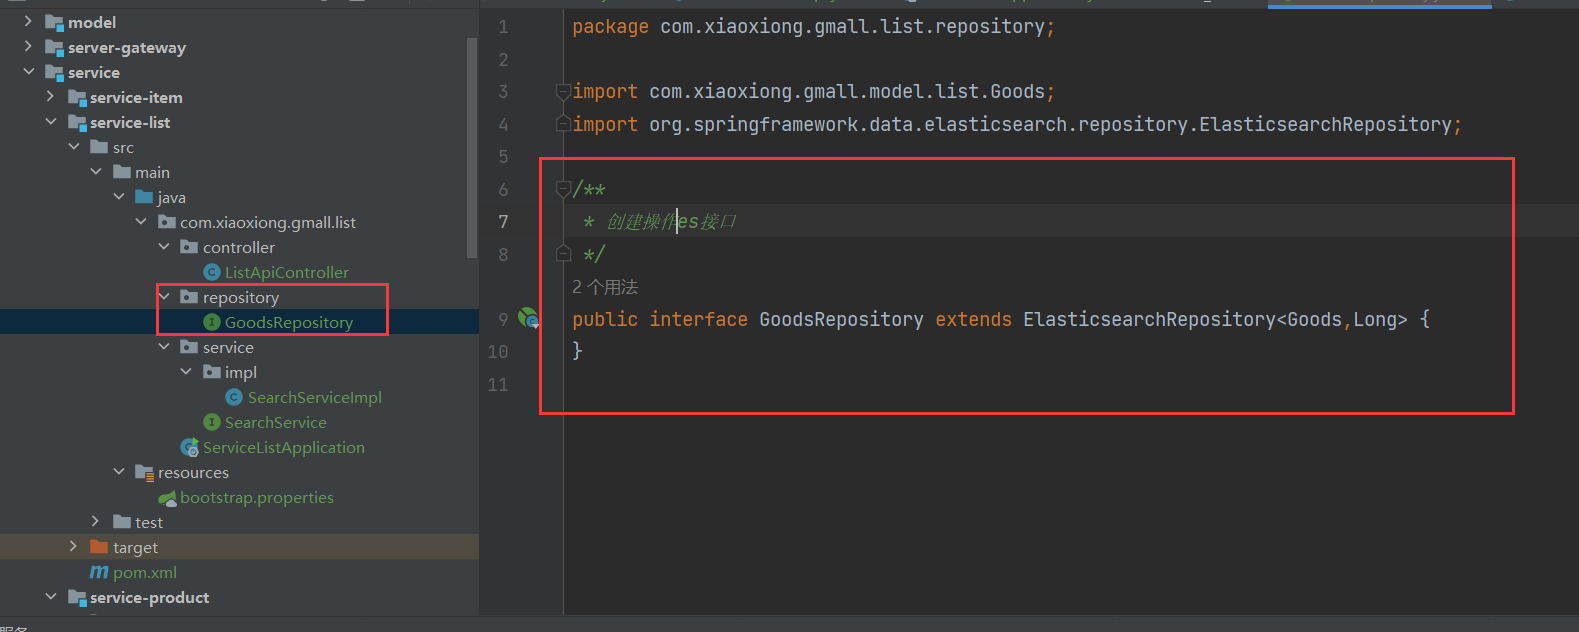 model
server-gateway
service
service-item
service-list
src
main
java
com.xiaoxiong.gmall.list
controller
ListApiController
repository
GoodsRepository
service
impl
SearchServiceImpl
SearchService
ServiceListApplication
resources
bootstrap.properties
test
target
pom.xml
service-product
1 package com.xiaoxiong.gmall.list.repository;
2
3 import com.xiaoxiong.gmall.model.list.Goods;
4 import org.springframework.data.elasticsearch.repository.ElasticsearchRepository;
5
6 /**
7 * 创建操作es接口
8 */
2 个用法
9 public interface GoodsRepository extends ElasticsearchRepository<Goods,Long> {
10 }
11